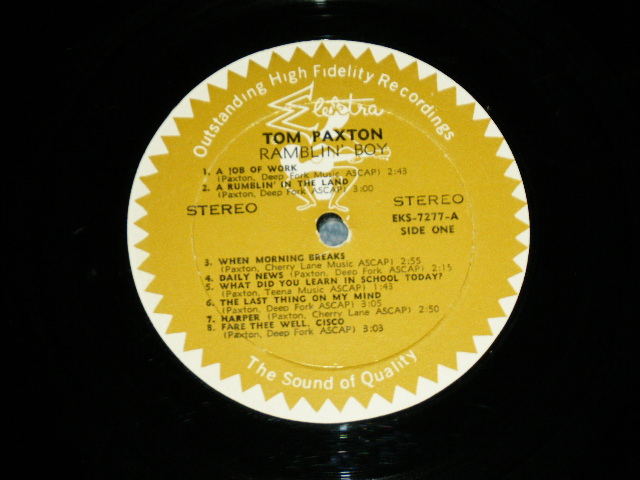 Outstanding High Fidelity Recordings
Elektra
TOM PAXTON
RAMBLIN' BOY
1. A JOB OF WORK
(Paxton, Deep Fork Music ASCAP) 2:43
2. A RUMBLIN' IN THE LAND
(Paxton, Deep Fork ASCAP) 3:00
STEREO
STEREO
EKS-7277-A
SIDE ONE
3. WHEN MORNING BREAKS
(Paxton, Cherry Lane Music ASCAP) 2:55
4. DAILY NEWS (Paxton, Deep Fork ASCAP) 2:15
5. WHAT DID YOU LEARN IN SCHOOL TODAY?
(Paxton, Teena Music ASCAP) 1:43
6. THE LAST THING ON MY MIND
(Paxton, Deep Fork ASCAP) 3:05
7. HARPER (Paxton, Cherry Lane ASCAP) 2:50
8. FARE THEE WELL, CISCO
(Paxton, Deep Fork ASCAP) 3:03
The Sound of Quality